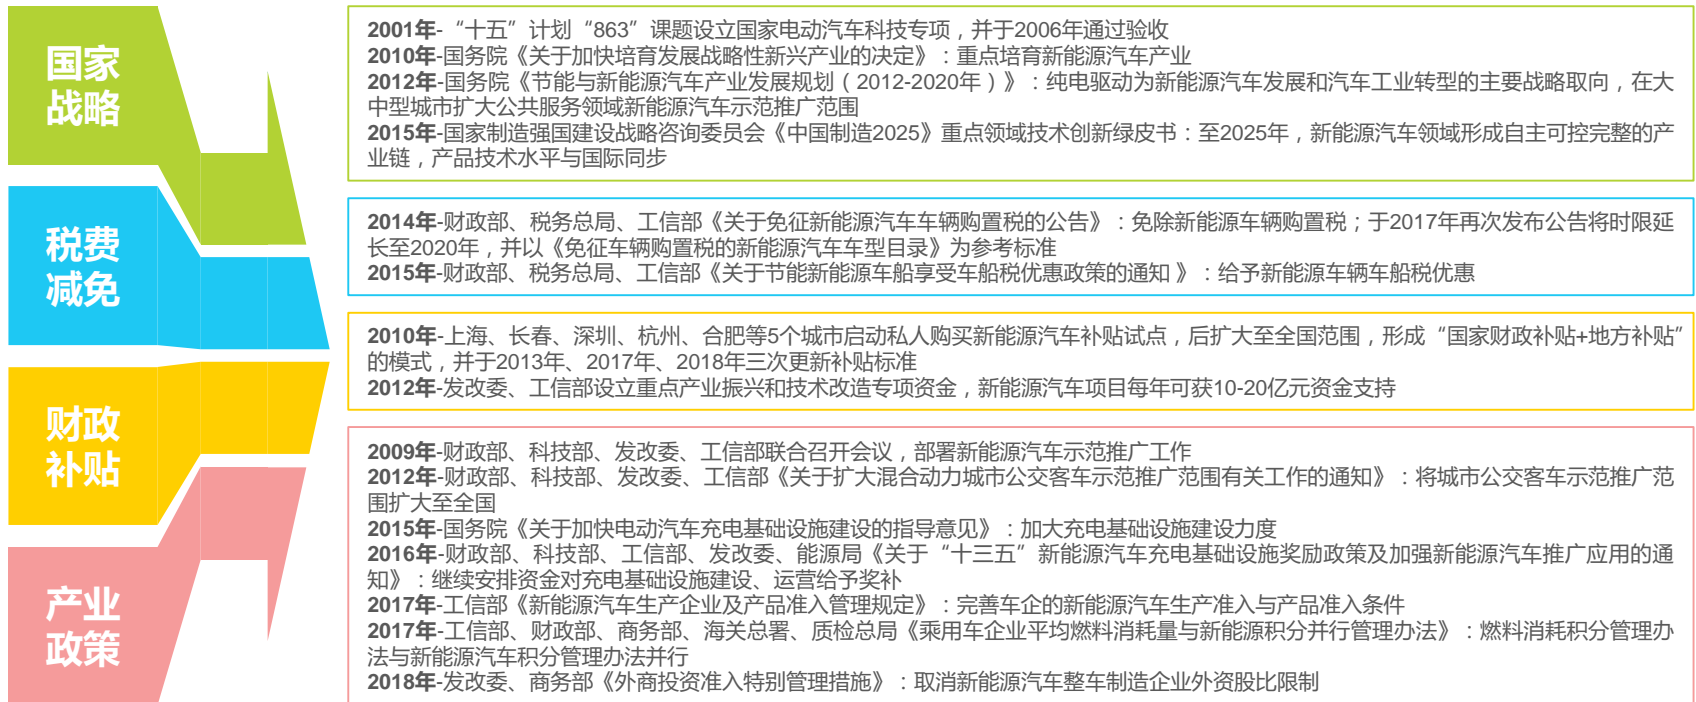 国家
战略
2001年-“十五”计划“863”课题设立国家电动汽车科技专项，并于2006年通过验收
2010年-国务院《关于加快培育发展战略性新兴产业的决定》：重点培育新能源汽车产业
2012年-国务院《节能与新能源汽车产业发展规划（2012-2020年）》：纯电驱动为新能源汽车发展和汽车工业转型的主要战略取向，在大
中型城市扩大公共服务领域新能源汽车示范推广范围
2015年-国家制造强国建设战略咨询委员会《中国制造2025》重点领域技术创新绿皮书：至2025年，新能源汽车领域形成自主可控完整的产
业链，产品技术水平与国际同步
税费
减免
2014年-财政部、税务总局、工信部《关于免征新能源汽车车辆购置税的公告》：免除新能源车辆购置税；于2017年再次发布公告将时限延
长至2020年，并以《免征车辆购置税的新能源汽车车型目录》为参考标准
2015年-财政部、税务总局、工信部《关于节能新能源车船享受车船税优惠政策的通知 》：给予新能源车辆车船税优惠
财政
补贴
2010年-上海、长春、深圳、杭州、合肥等5个城市启动私人购买新能源汽车补贴试点，后扩大至全国范围，形成“国家财政补贴+地方补贴”
的模式，并于2013年、2017年、2018年三次更新补贴标准
2012年-发改委、工信部设立重点产业振兴和技术改造专项资金，新能源汽车项目每年可获10-20亿元资金支持
产业
政策
2009年-财政部、科技部、发改委、工信部联合召开会议，部署新能源汽车示范推广工作
2012年-财政部、科技部、发改委、工信部《关于扩大混合动力城市公交客车示范推广范围有关工作的通知》：将城市公交客车示范推广范
围扩大至全国
2015年-国务院《关于加快电动汽车充电基础设施建设的指导意见》：加大充电基础设施建设力度
2016年-财政部、科技部、工信部、发改委、能源局《关于“十三五”新能源汽车充电基础设施奖励政策及加强新能源汽车推广应用的通
知》：继续安排资金对充电基础设施建设、运营给予奖补
2017年-工信部《新能源汽车生产企业及产品准入管理规定》：完善车企的新能源汽车生产准入与产品准入条件
2017年-工信部、财政部、商务部、海关总署、质检总局《乘用车企业平均燃料消耗量与新能源积分并行管理办法》：燃料消耗积分管理办
法与新能源汽车积分管理办法并行
2018年-发改委、商务部《外商投资准入特别管理措施》：取消新能源汽车整车制造企业外资股比限制